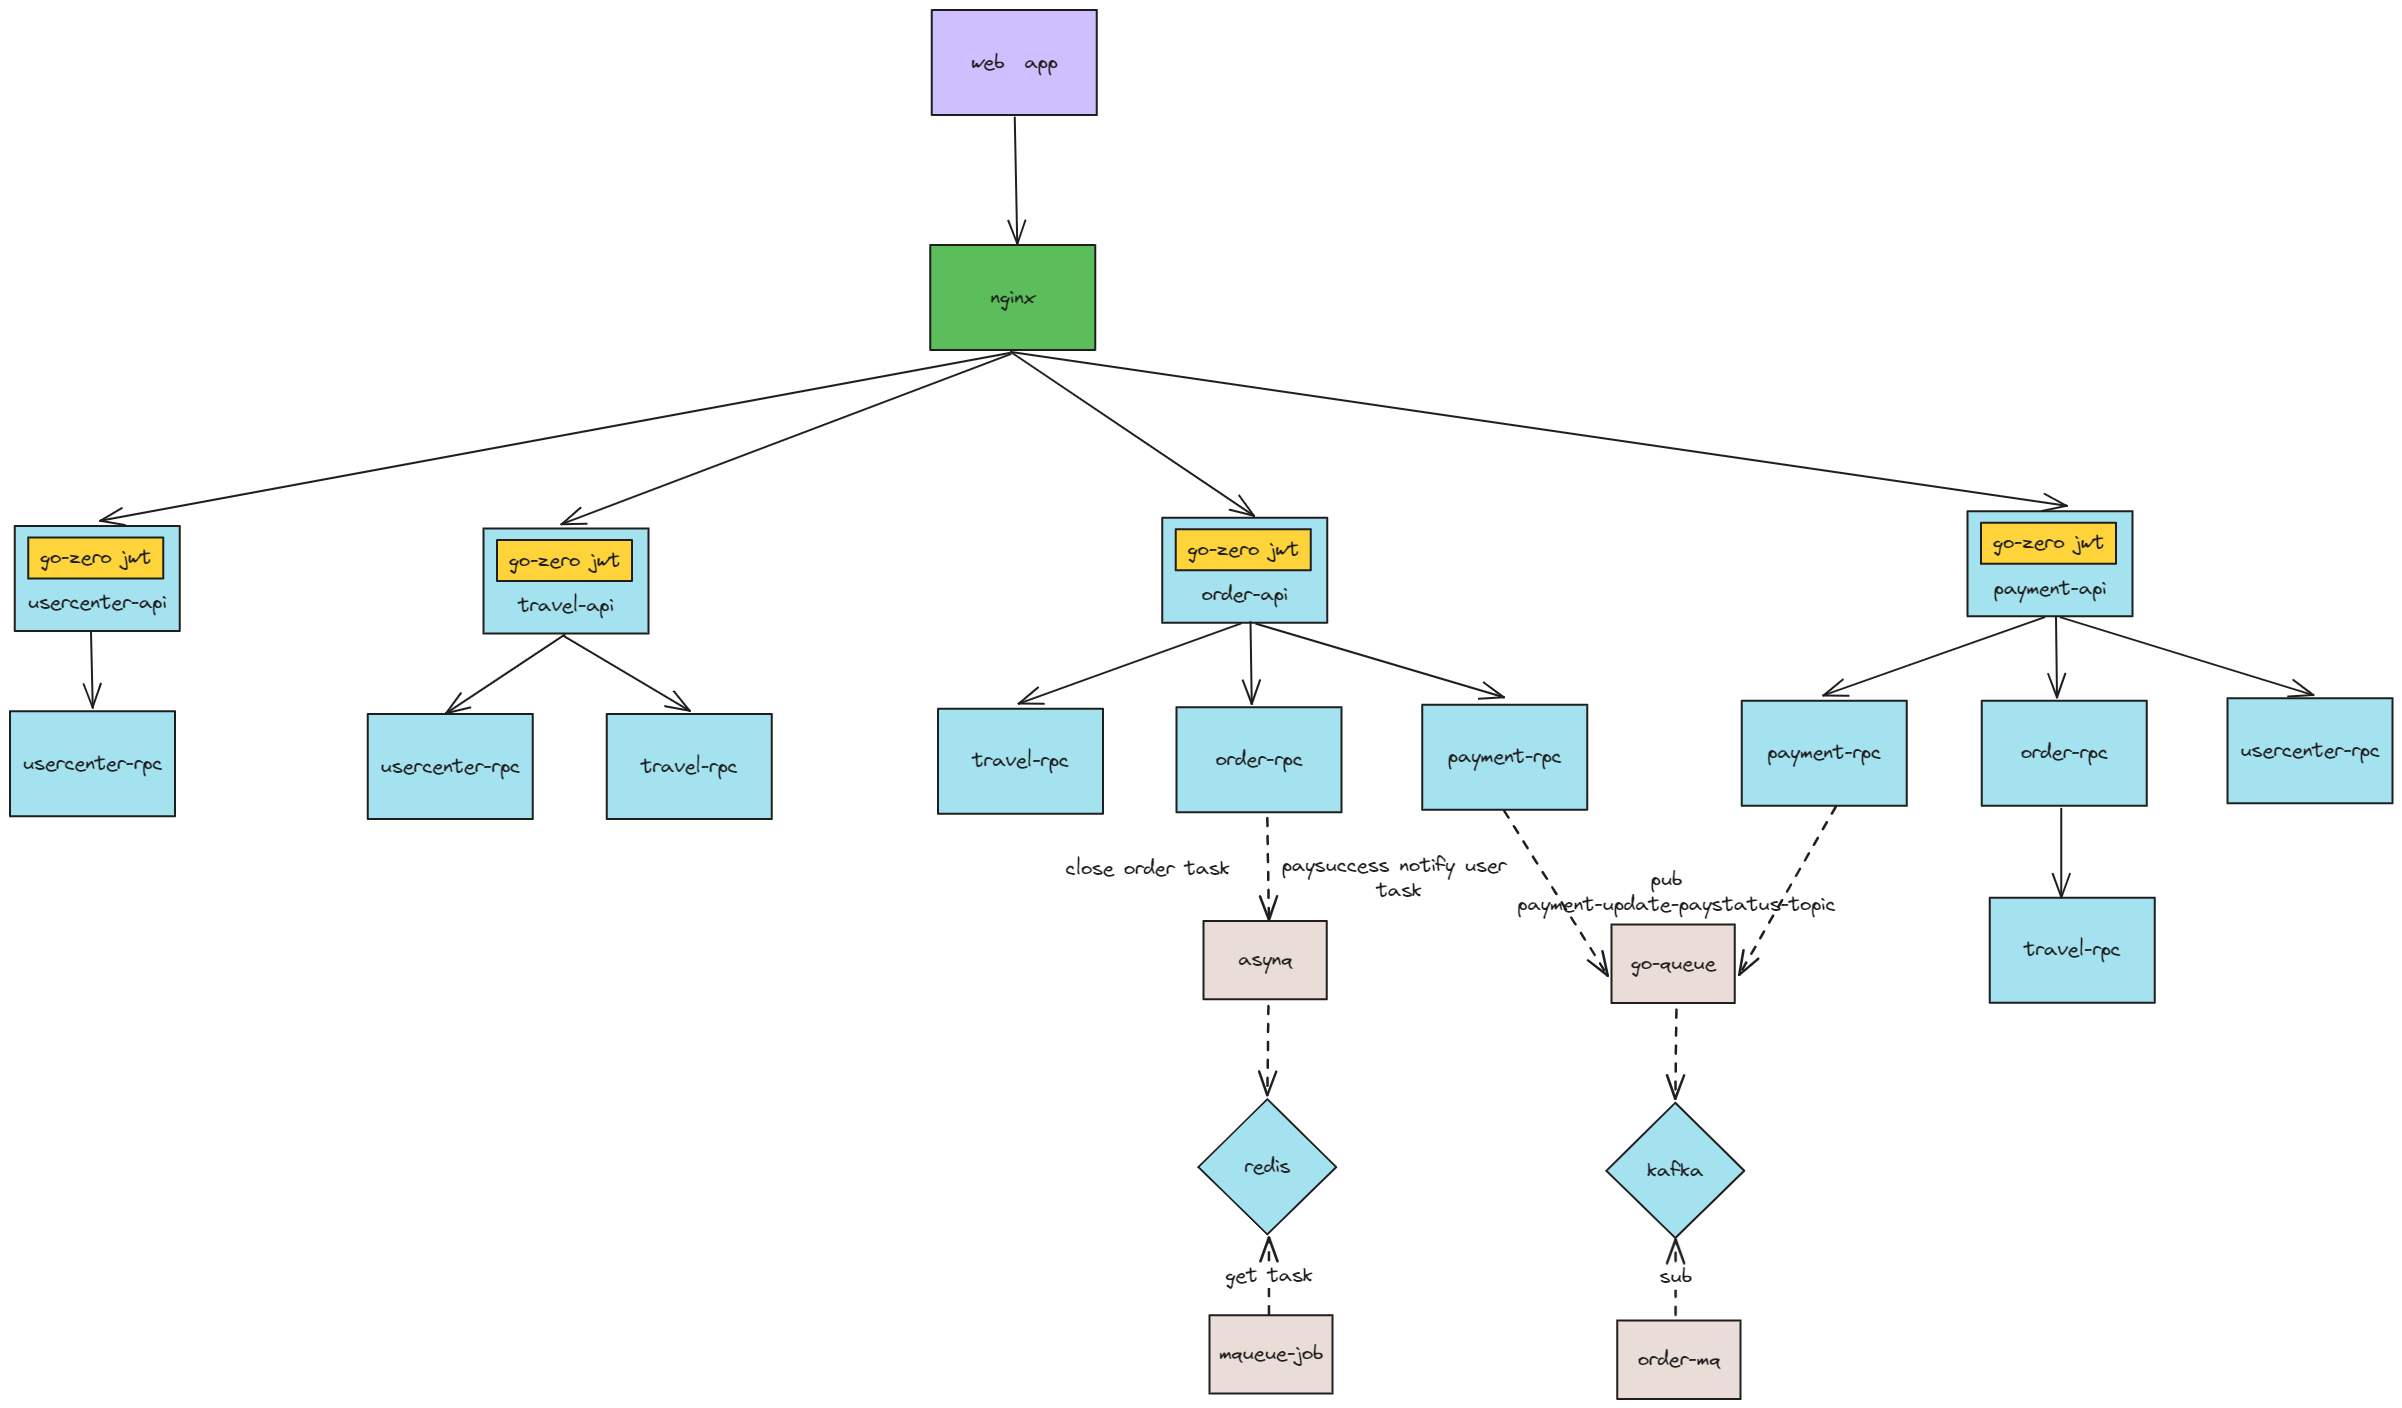 web app
nginx
go-zero jwt
usercenter-api
go-zero jwt
travel-api
go-zero jwt
order-api
go-zero jwt
payment-api
usercenter-rpc
usercenter-rpc
travel-rpc
travel-rpc
order-rpc
payment-rpc
payment-rpc
order-rpc
usercenter-rpc
close order task
paysuccess notify user
task
pub
payment-update-paystatus-topic
travel-rpc
asynq
go-queue
redis
kafka
get task
sub
mqueue-job
order-mq